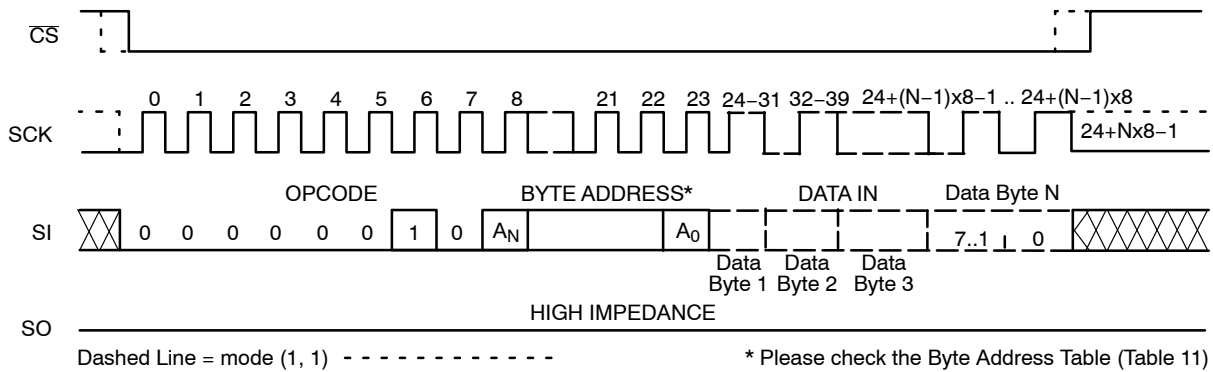 CS
0 1 2 3 4 5 6 7 8 21 22 23 24−31 32−39 24+(N−1)x8−1 .. 24+(N−1)x8
SCK 24+Nx8−1
OPCODE BYTE ADDRESS* DATA IN Data Byte N
SI 0 0 0 0 0 0 1 0 AN A0 7..1 0
Data Byte 1
Data Byte 2
Data Byte 3
HIGH IMPEDANCE
SO
Dashed Line = mode (1, 1) * Please check the Byte Address Table (Table 11)